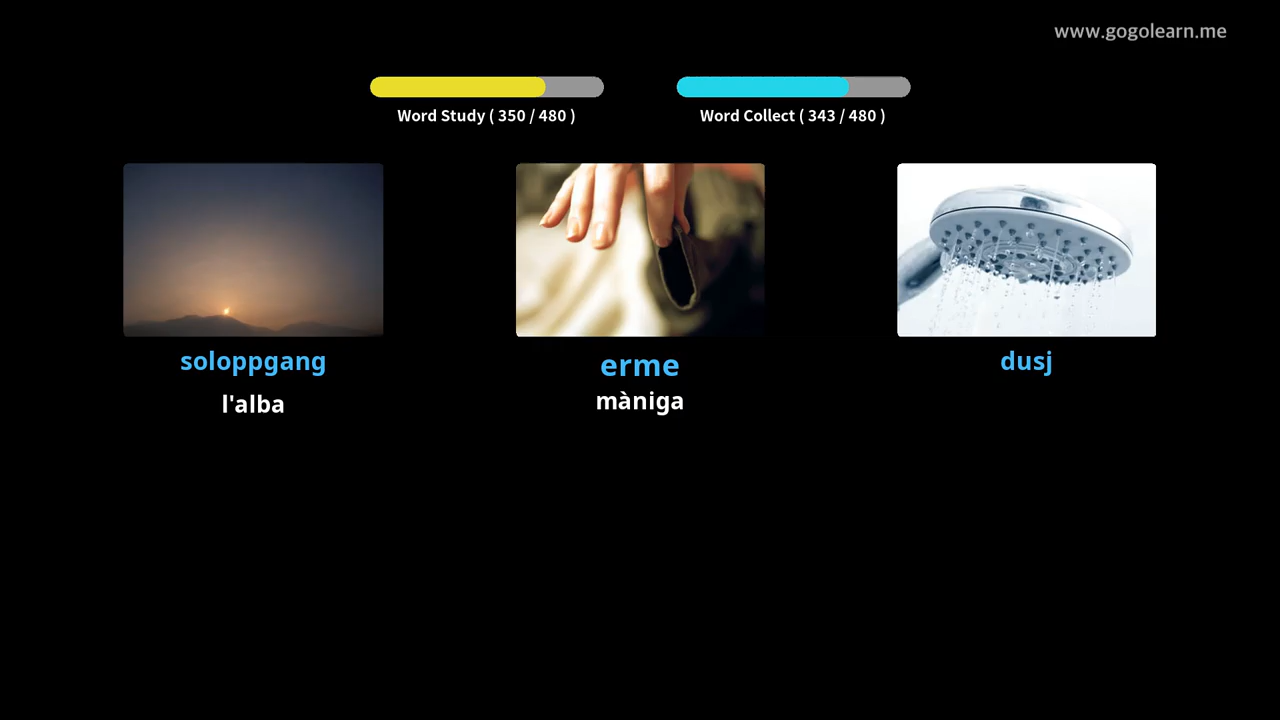 www.gogolearn.me
Word Study ( 350 / 480 )
Word Collect ( 343 / 480 )
soloppgang
l'alba
erme
màniga
dusj